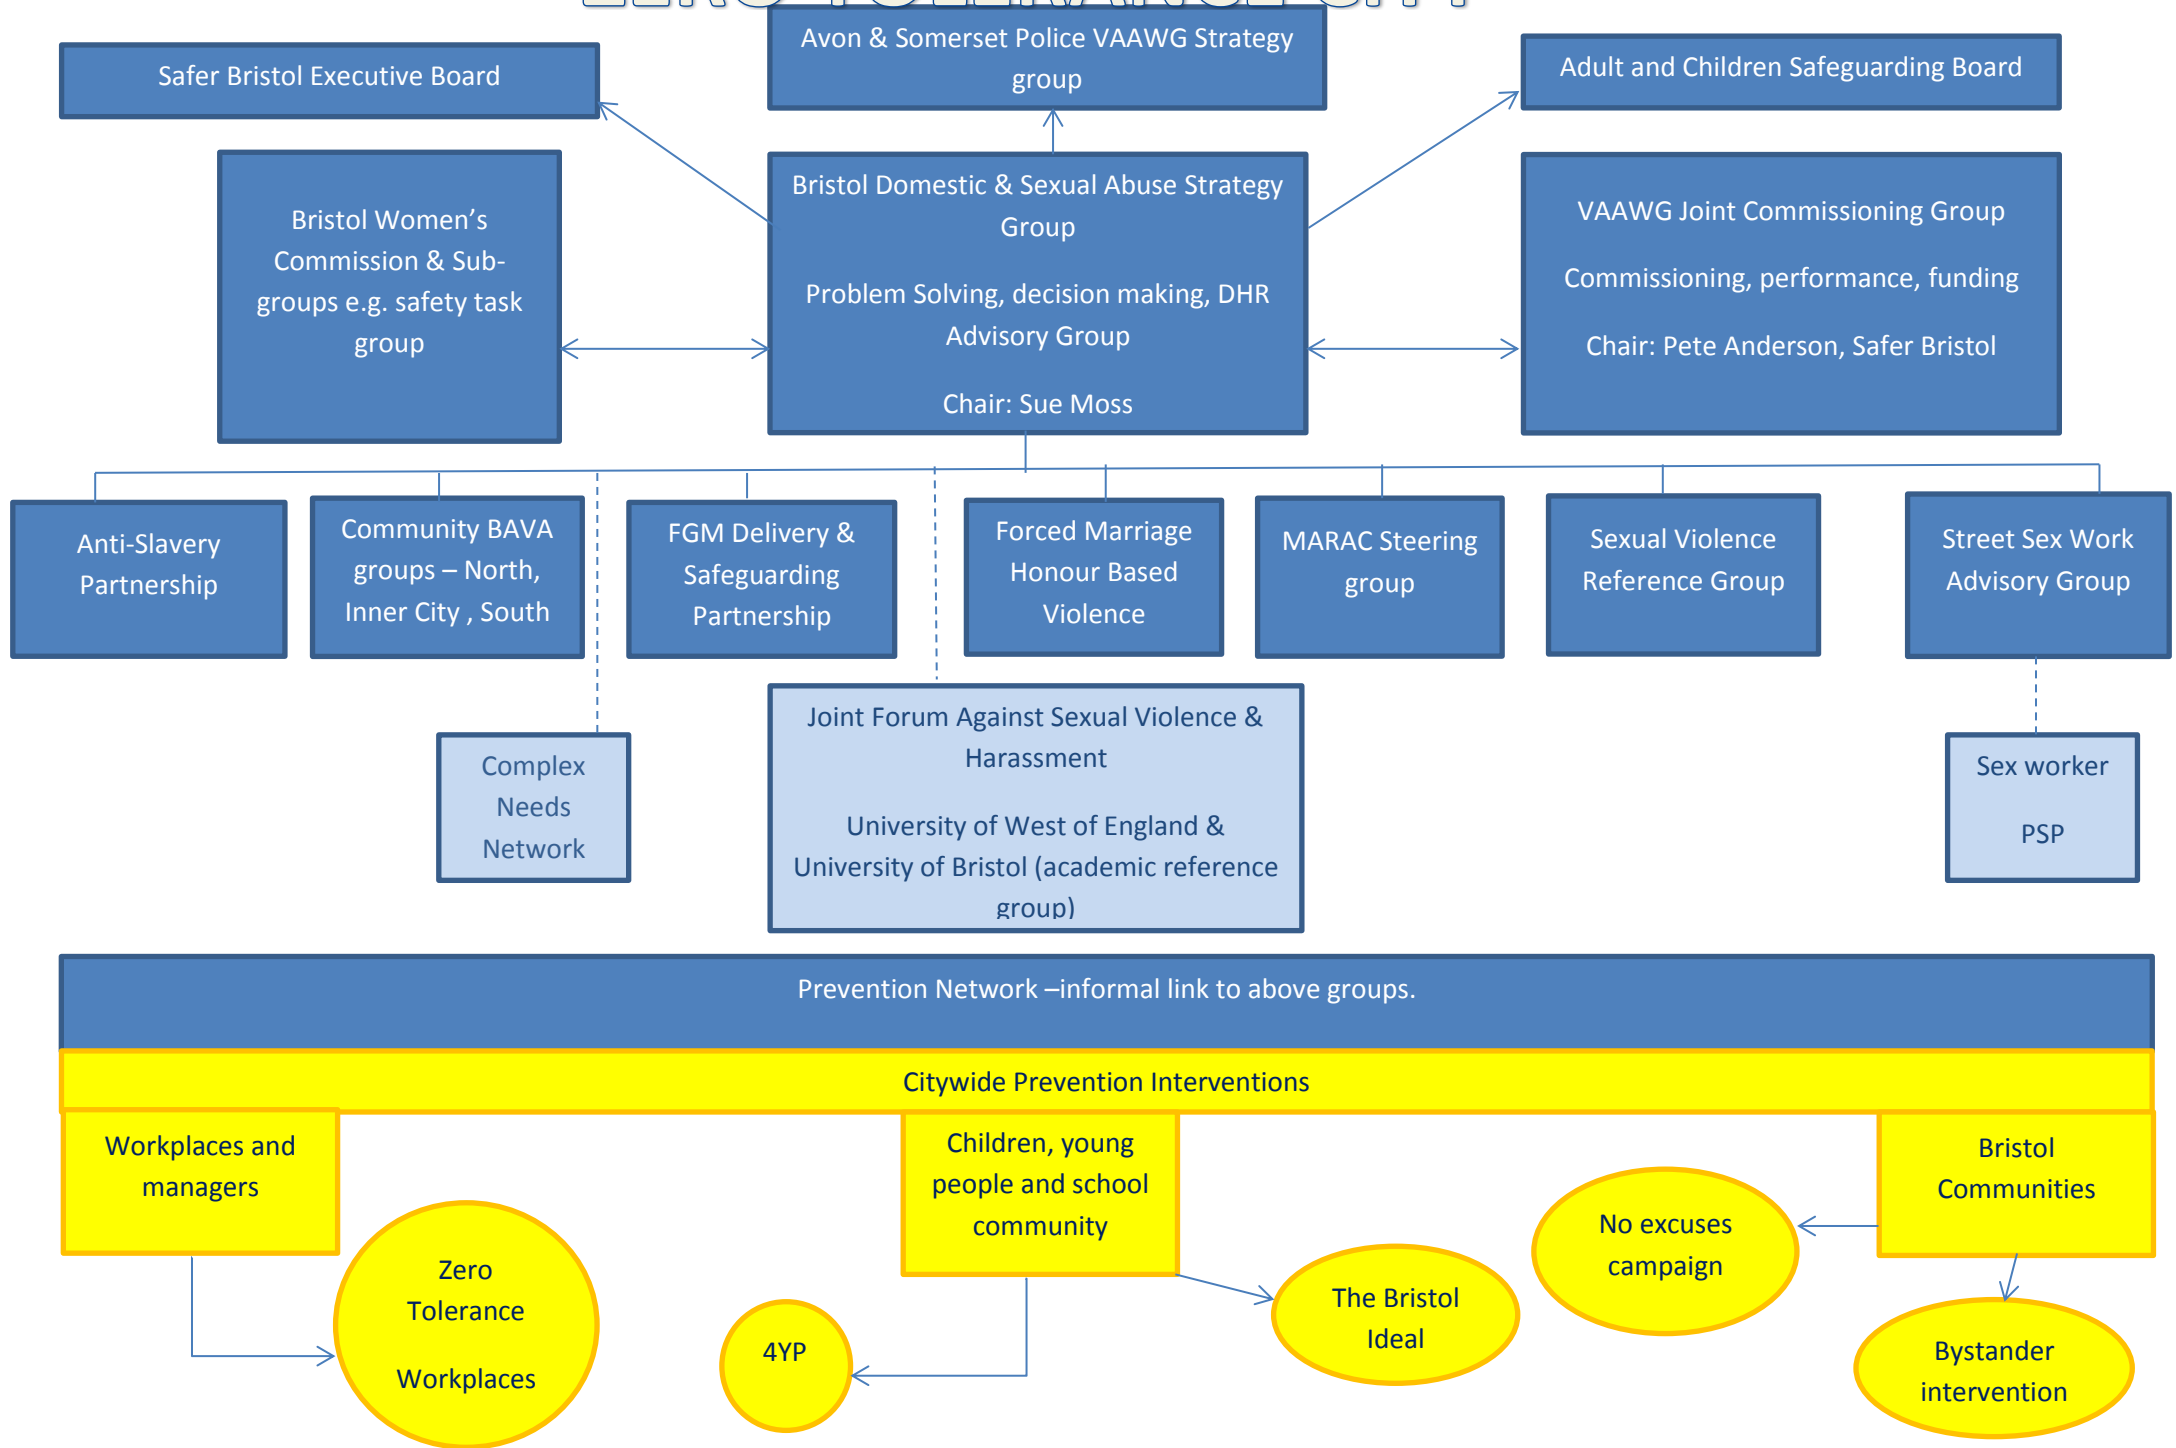 ZERO TOLERANCE CITY
Safer Bristol Executive Board
Avon & Somerset Police VAAWG Strategy
group
Adult and Children Safeguarding Board
Bristol Women’s
Commission & Sub-
groups e.g. safety task
group
Bristol Domestic & Sexual Abuse Strategy
Group
Problem Solving, decision making, DHR
Advisory Group
Chair: Sue Moss
VAAWG Joint Commissioning Group
Commissioning, performance, funding
Chair: Pete Anderson, Safer Bristol
Anti-Slavery
Partnership
Community BAVA
groups – North,
Inner City , South
FGM Delivery &
Safeguarding
Partnership
Forced Marriage
Honour Based
Violence
MARAC Steering
group
Sexual Violence
Reference Group
Street Sex Work
Advisory Group
Complex
Needs
Network
Joint Forum Against Sexual Violence &
Harassment
University of West of England &
University of Bristol (academic reference
group)
Sex worker
PSP
Prevention Network –informal link to above groups.
Citywide Prevention Interventions
Workplaces and
managers
Children, young
people and school
community
Bristol
Communities
Zero
Tolerance
Workplaces
4YP
The Bristol
Ideal
No excuses
campaign
Bystander
intervention